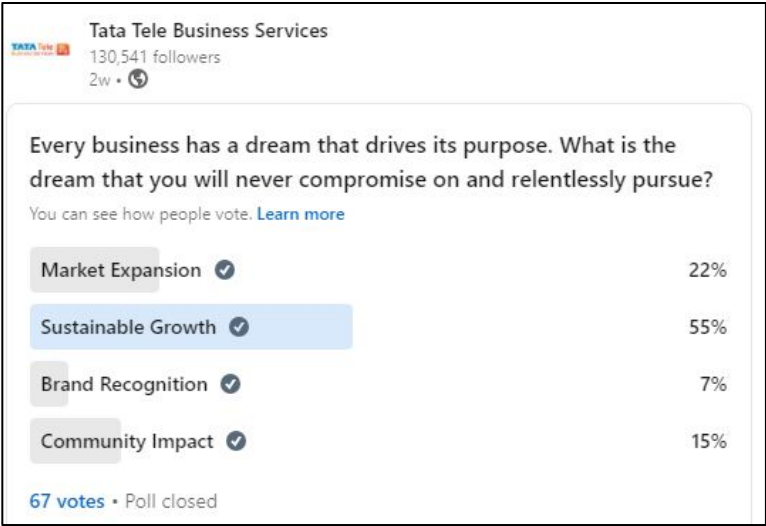 TATA Tele
Tata Tele Business Services
130,541 followers
2w •
Every business has a dream that drives its purpose. What is the
dream that you will never compromise on and relentlessly pursue?
You can see how people vote. Learn more
Market Expansion 22%
Sustainable Growth 55%
Brand Recognition 7%
Community Impact 15%
67 votes • Poll closed